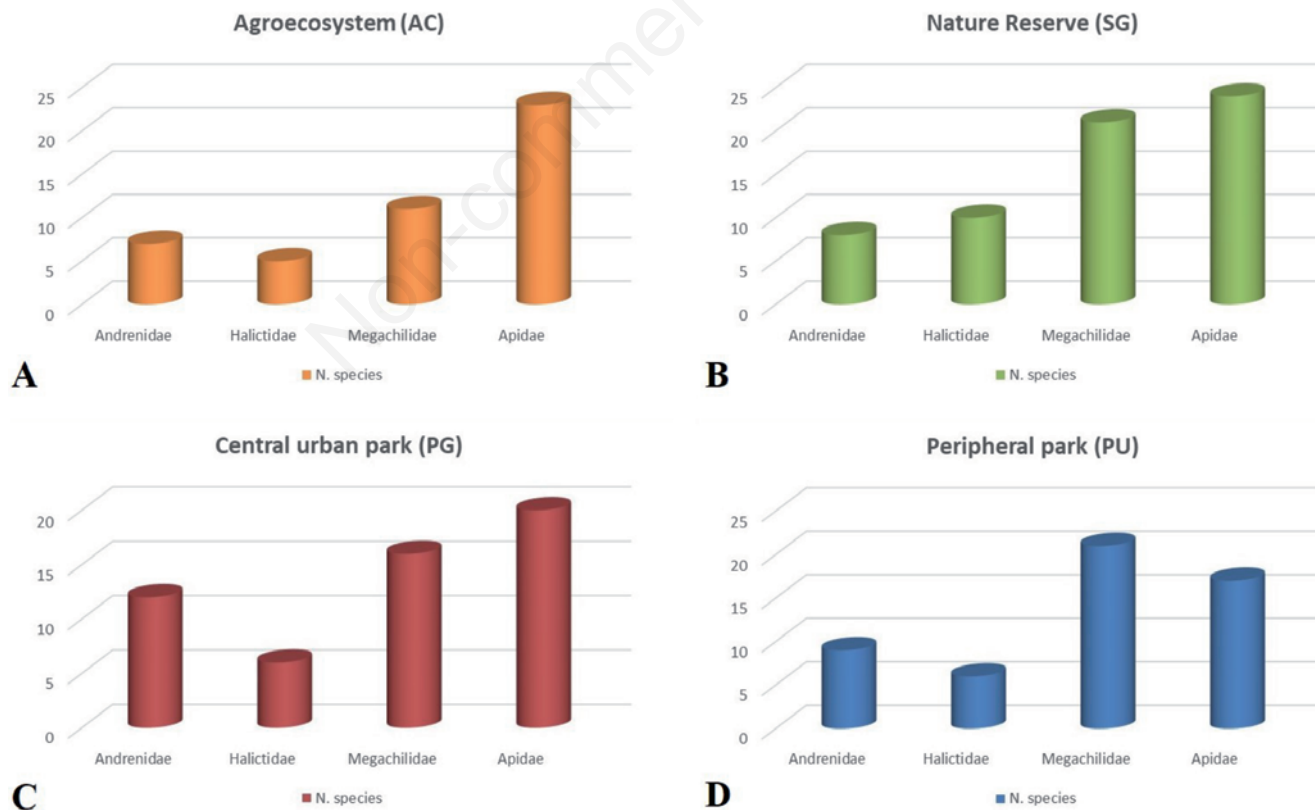 Agroecosystem (AC)
25
20
15
10
5
0
Andrenidae Halictidae Megachilidae Apidae
N. species
A
Nature Reserve (SG)
25
20
15
10
5
0
Andrenidae Halictidae Megachilidae Apidae
N. species
B
Central urban park (PG)
20
15
10
5
0
Andrenidae Halictidae Megachilidae Apidae
N. species
C
Peripheral park (PU)
25
20
15
10
5
0
Andrenidae Halictidae Megachilidae Apidae
N. species
D